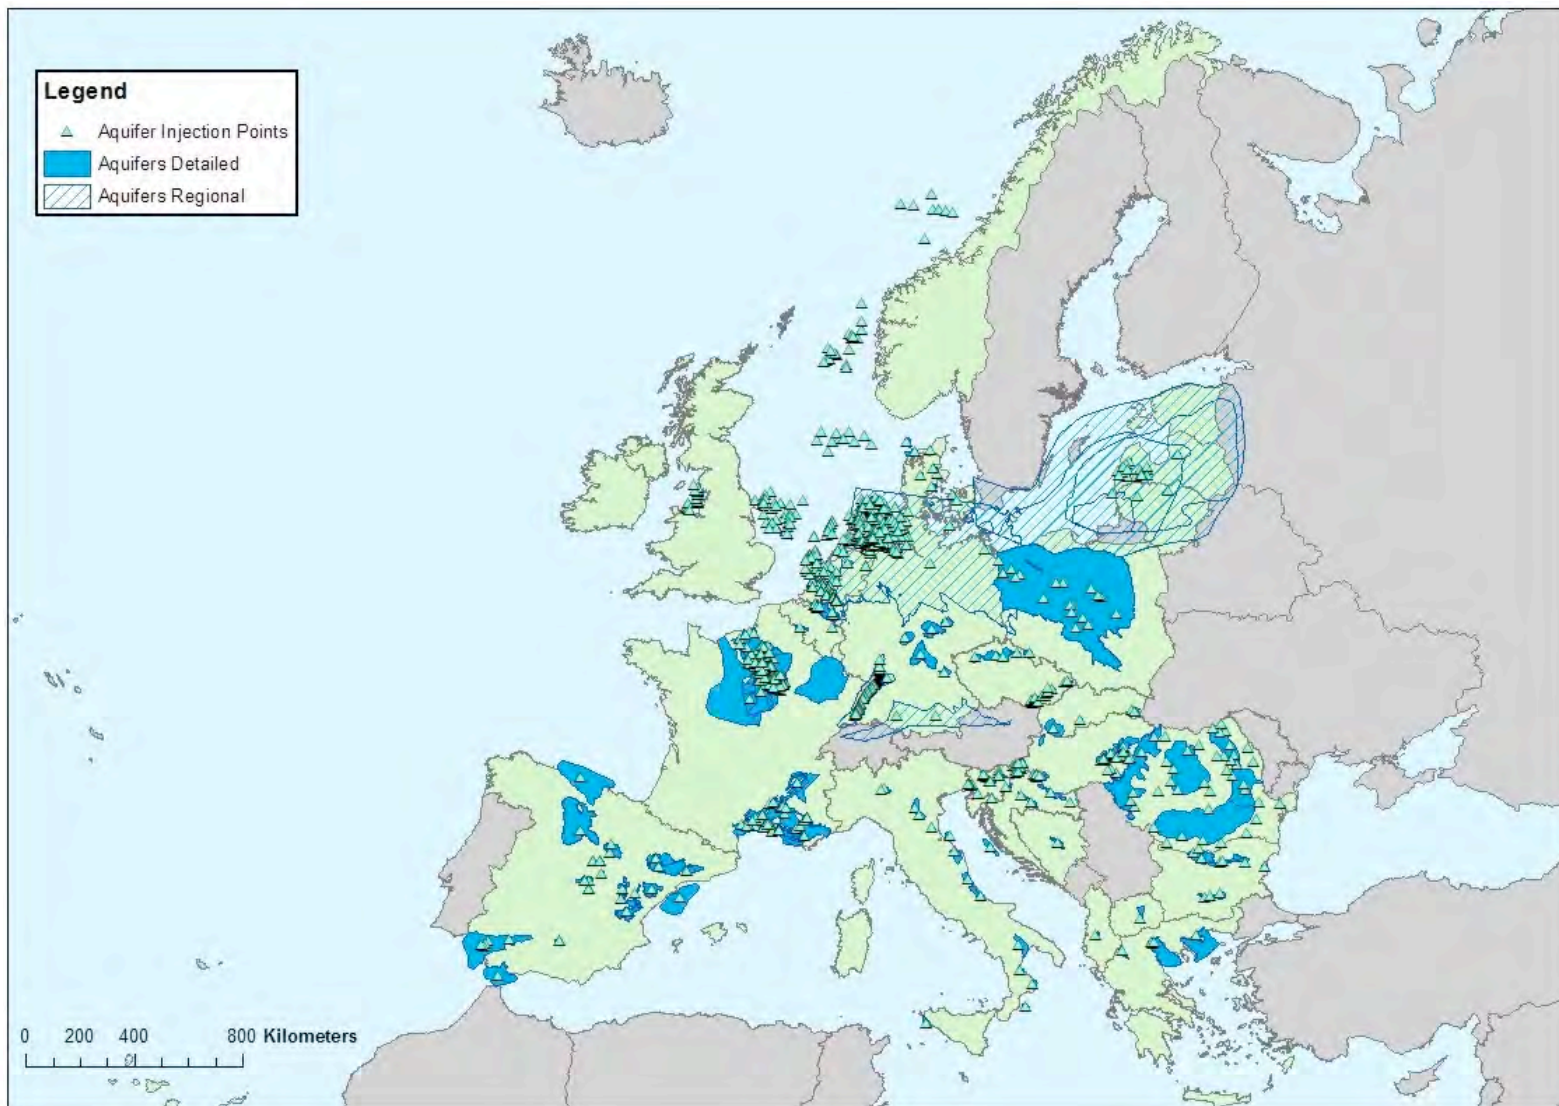 Legend
Aquifer Injection Points
Aquifers Detailed
Aquifers Regional
0 200 400 800 Kilometers